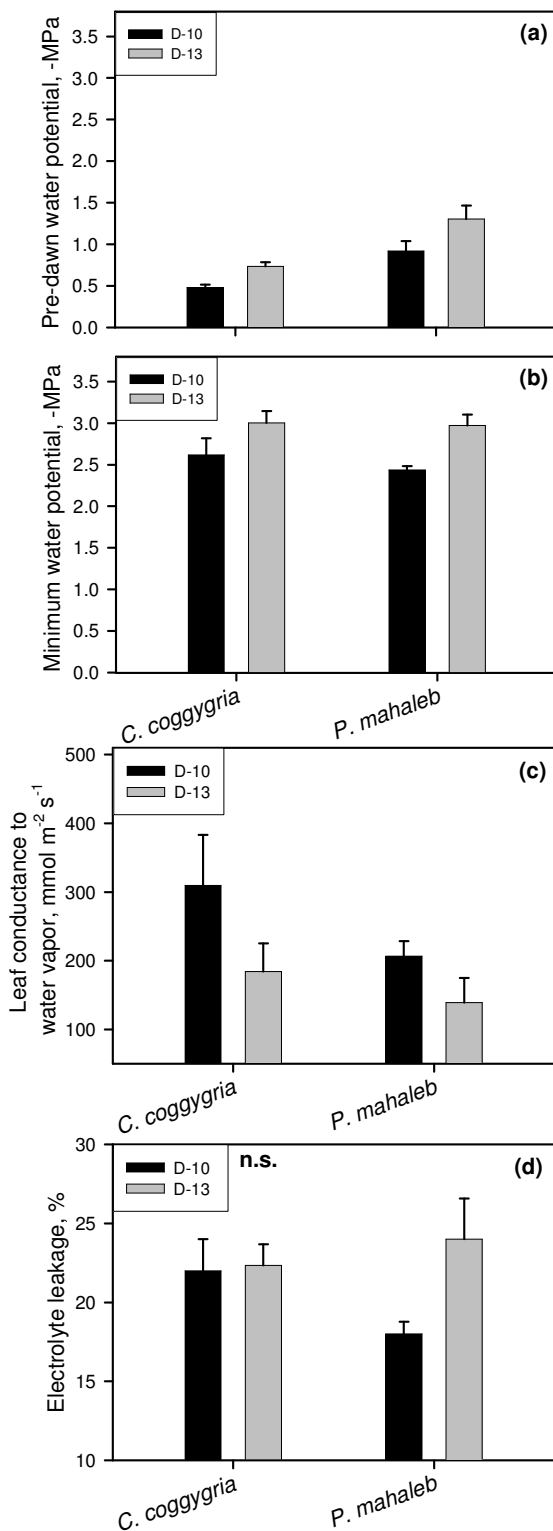 D-10
D-13
(a)
Pre-dawn water potential, -MPa
3.5
3.0
2.5
2.0
1.5
1.0
0.5
0.0
D-10
D-13
(b)
Minimum water potential, -MPa
3.5
3.0
2.5
2.0
1.5
1.0
0.5
0.0
C. coggygria
P. mahaleb
D-10
D-13
(c)
Leaf conductance to
water vapor, mmol m⁻² s⁻¹
500
400
300
200
100
C. coggygria
P. mahaleb
D-10
D-13
n.s.
(d)
Electrolyte leakage, %
30
25
20
15
10
C. coggygria
P. mahaleb